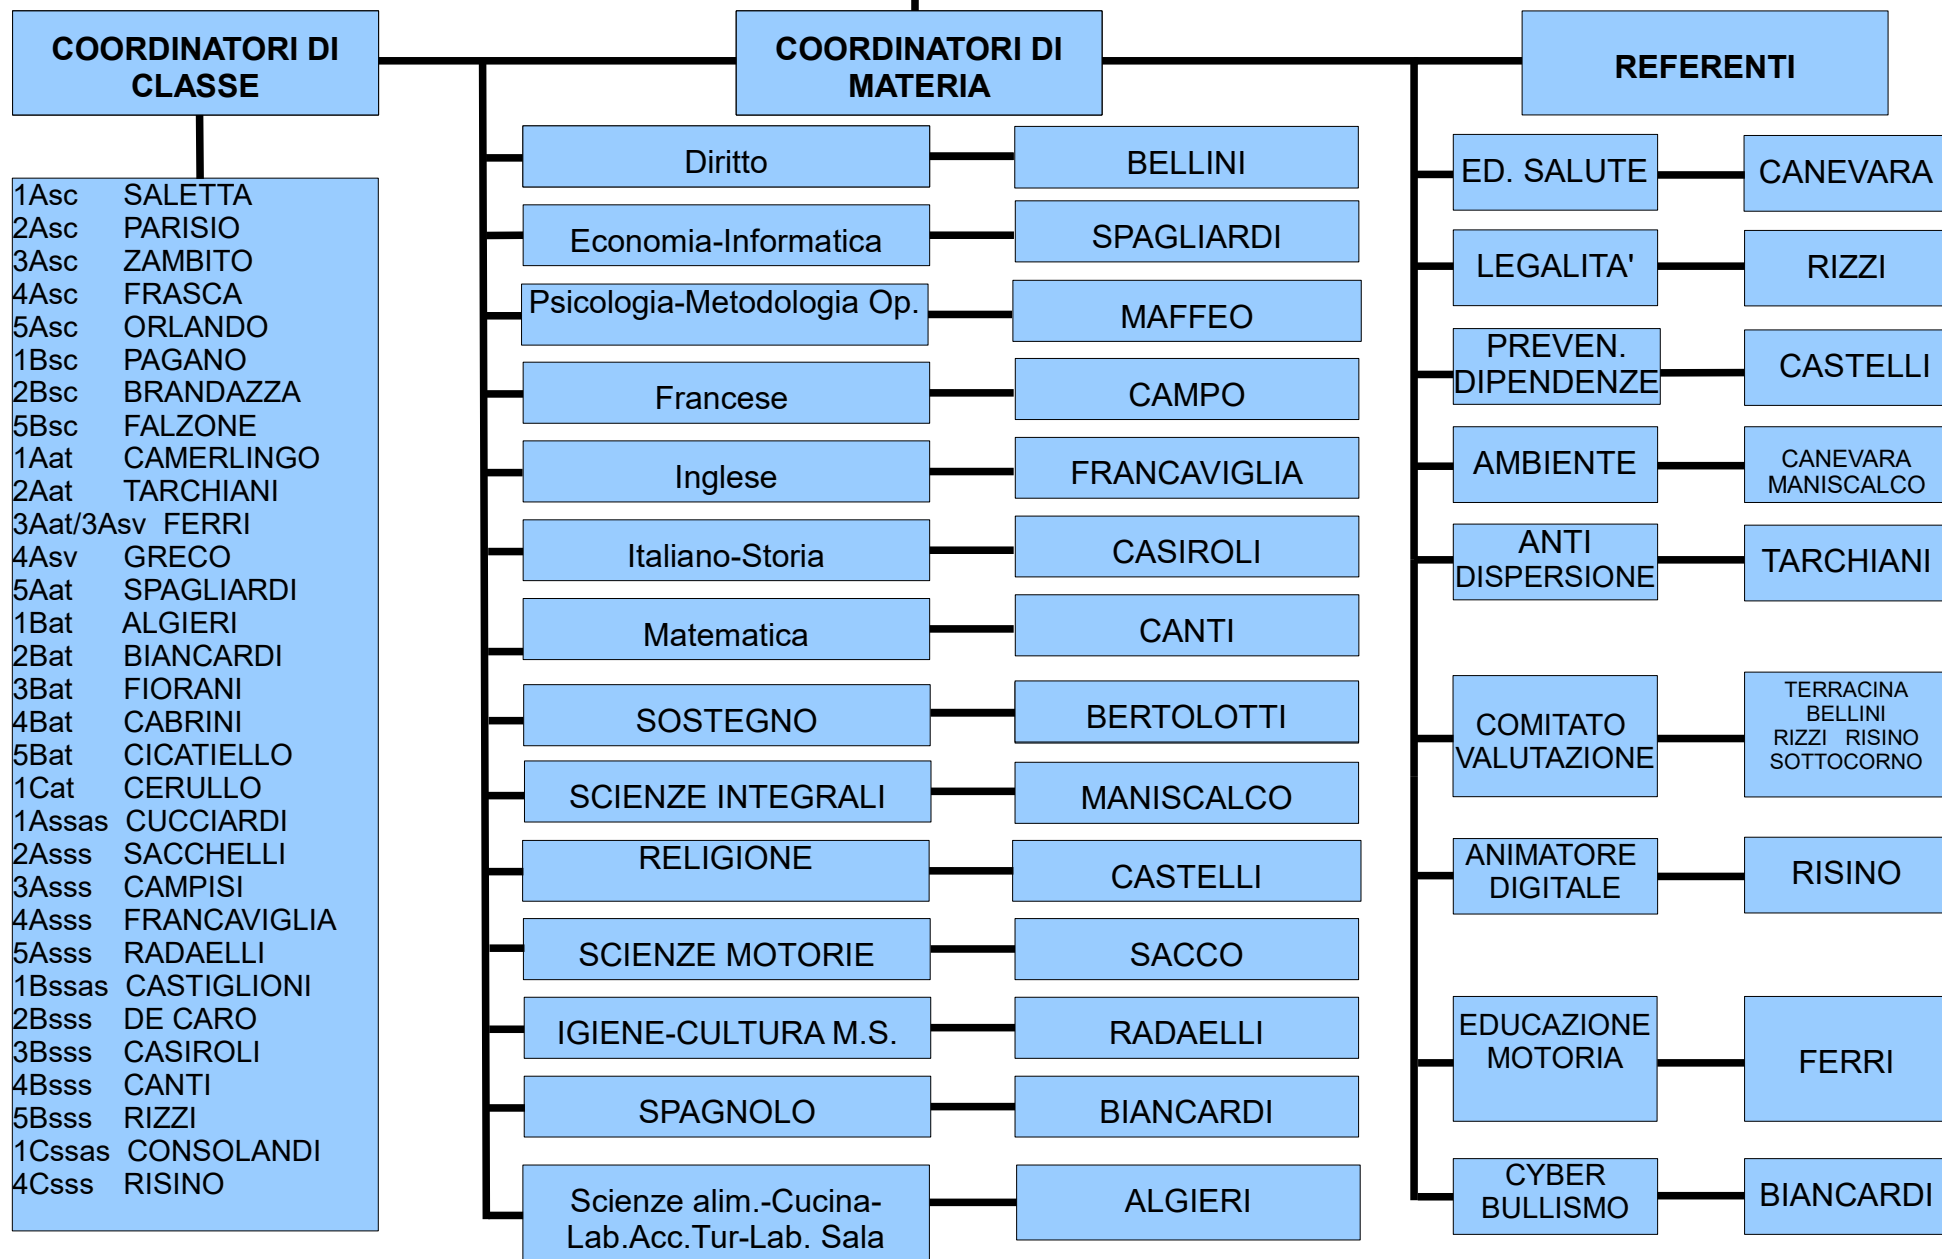 COORDINATORI DI
CLASSE
1Asc SALETTA
2Asc PARISIO
3Asc ZAMBITO
4Asc FRASCA
5Asc ORLANDO
1Bsc PAGANO
2Bsc BRANDAZZA
5Bsc FALZONE
1Aat CAMERLINGO
2Aat TARCHIANI
3Aat/3Asv FERRI
4Asv GRECO
5Aat SPAGLIARDI
1Bat ALGIERI
2Bat BIANCARDI
3Bat FIORANI
4Bat CABRINI
5Bat CICATIELLO
1Cat CERULLO
1Assas CUCCIARDI
2Asss SACCHELLI
3Asss CAMPISI
4Asss FRANCAVIGLIA
5Asss RADAELLI
1Bssas CASTIGLIONI
2Bsss DE CARO
3Bsss CASIROLI
4Bsss CANTI
5Bsss RIZZI
1Cssas CONSOLANDI
4Csss RISINO
COORDINATORI DI
MATERIA
Diritto BELLINI
Economia-Informatica SPAGLIARDI
Psicologia-Metodologia Op. MAFFEO
Francese CAMPO
Inglese FRANCAVIGLIA
Italiano-Storia CASIROLI
Matematica CANTI
SOSTEGNO BERTOLOTTI
SCIENZE INTEGRALI MANISCALCO
RELIGIONE CASTELLI
SCIENZE MOTORIE SACCO
IGIENE-CULTURA M.S. RADAELLI
SPAGNOLO BIANCARDI
Scienze alim.-Cucina-
Lab.Acc.Tur-Lab. Sala
ALGIERI
REFERENTI
ED. SALUTE CANEVARA
LEGALITA' RIZZI
PREVEN.
DIPENDENZE
CASTELLI
AMBIENTE
CANEVARA
MANISCALCO
ANTI
DISPERSIONE
TARCHIANI
COMITATO
VALUTAZIONE
TERRACINA
BELLINI
RIZZI RISINO
SOTTOCORNO
ANIMATORE
DIGITALE
RISINO
EDUCAZIONE
MOTORIA
FERRI
CYBER
BULLISMO
BIANCARDI